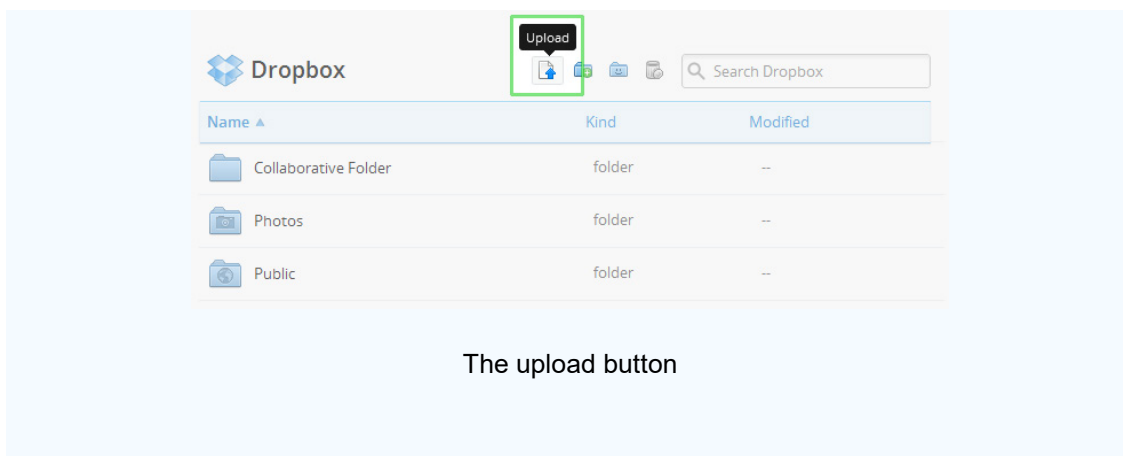 Upload
Dropbox Search Dropbox
Name ▲ Kind Modified
Collaborative Folder folder --
Photos folder --
Public folder --
The upload button